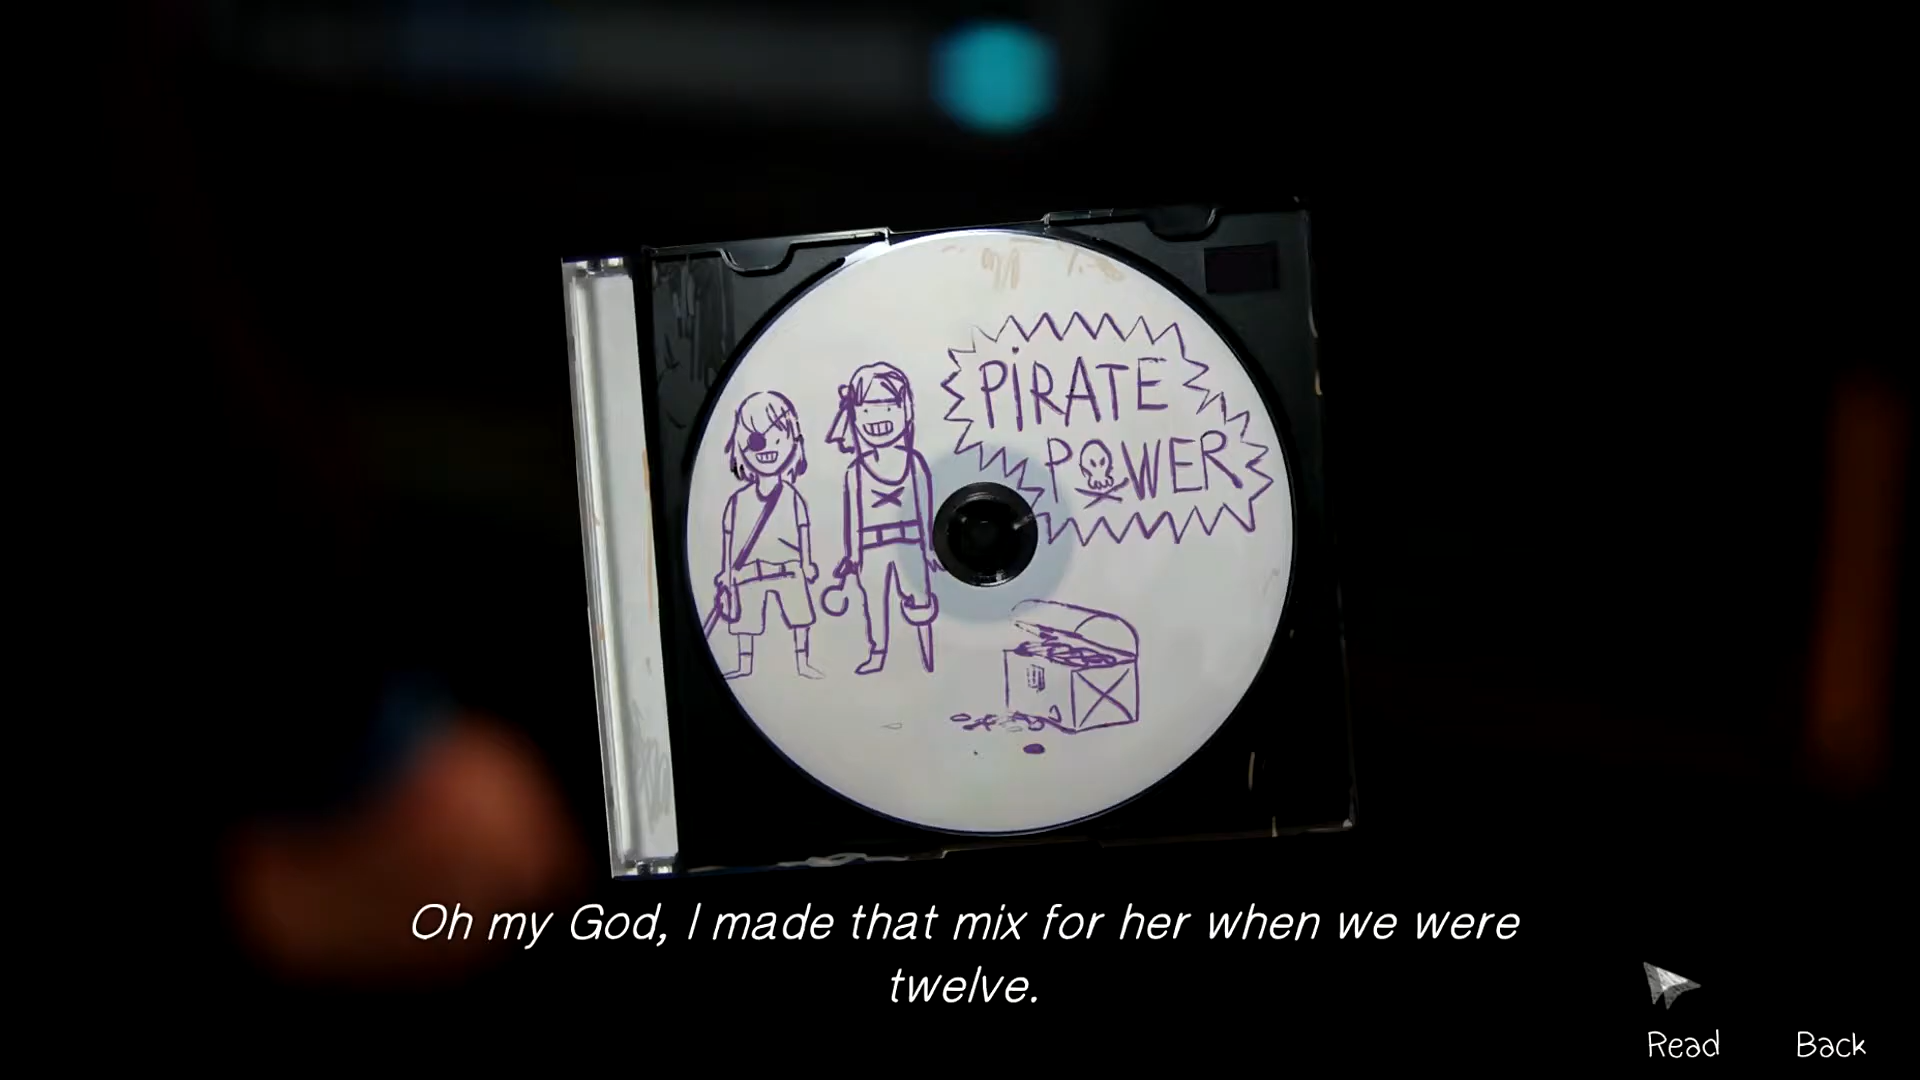 PiRATE
POWER
Oh my God, I made that mix for her when we were
twelve.
Read Back